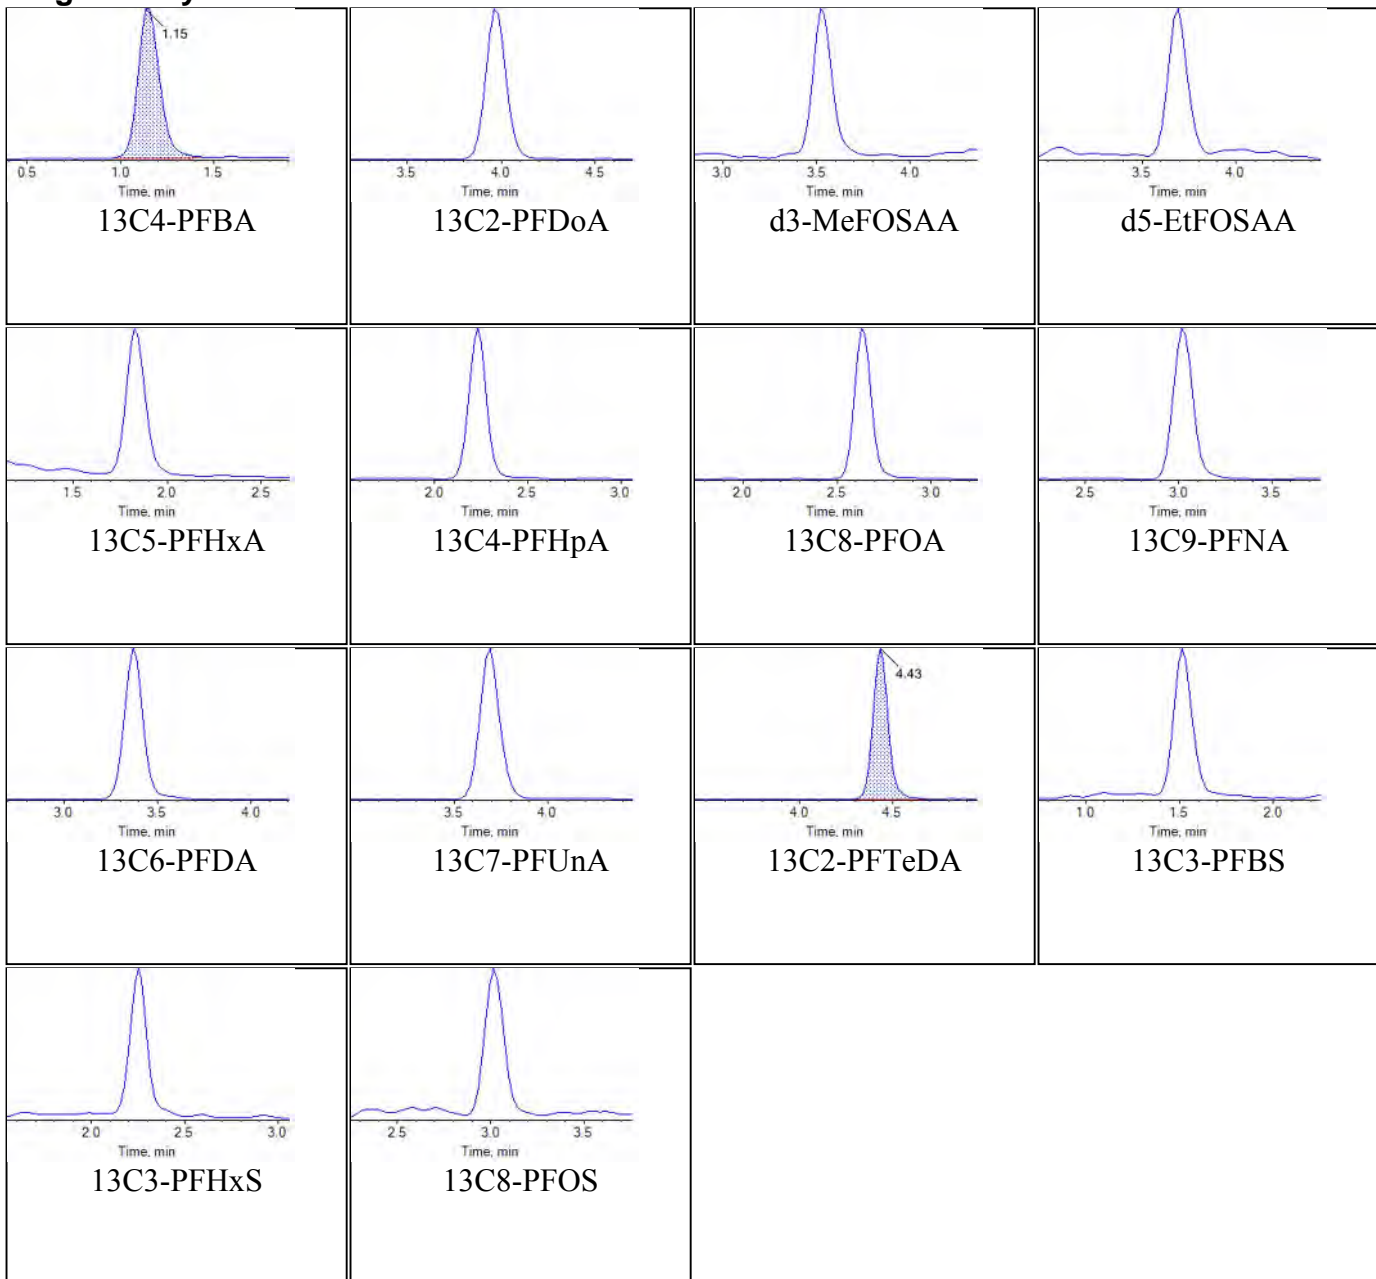 1.15
0.5 1.0 1.5
Time, min
13C4-PFBA
3.5 4.0 4.5
Time, min
13C2-PFDoA
3.0 3.5 4.0
Time, min
d3-MeFOSAA
3.5 4.0
Time, min
d5-EtFOSAA
1.5 2.0 2.5
Time, min
13C5-PFHxA
2.0 2.5 3.0
Time, min
13C4-PFHpA
2.0 2.5 3.0
Time, min
13C8-PFOA
2.5 3.0 3.5
Time, min
13C9-PFNA
3.0 3.5 4.0
Time, min
13C6-PFDA
3.5 4.0
Time, min
13C7-PFUnA
4.43
4.0 4.5
Time, min
13C2-PFTeDA
1.0 1.5 2.0
Time, min
13C3-PFBS
2.0 2.5 3.0
Time, min
13C3-PFHxS
2.5 3.0 3.5
Time, min
13C8-PFOS